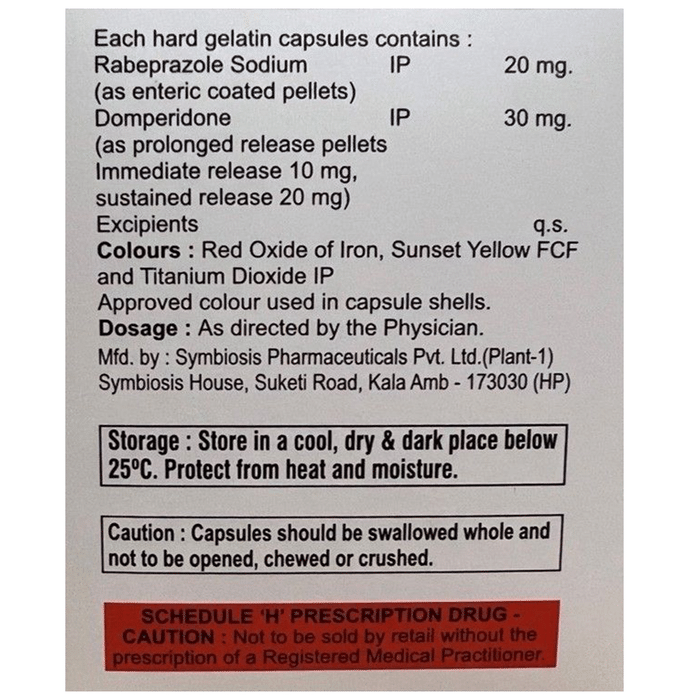 Each hard gelatin capsules contains :
Rabeprazole Sodium IP 20 mg.
(as enteric coated pellets)
Domperidone IP 30 mg.
(as prolonged release pellets
Immediate release 10 mg,
sustained release 20 mg)
Excipients q.s.
Colours : Red Oxide of Iron, Sunset Yellow FCF
and Titanium Dioxide IP
Approved colour used in capsule shells.
Dosage : As directed by the Physician.
Mfd. by : Symbiosis Pharmaceuticals Pvt. Ltd.(Plant-1)
Symbiosis House, Suketi Road, Kala Amb - 173030 (HP)
Storage : Store in a cool, dry & dark place below
25ºC. Protect from heat and moisture.
Caution : Capsules should be swallowed whole and
not to be opened, chewed or crushed.
SCHEDULE 'H' PRESCRIPTION DRUG -
CAUTION : Not to be sold by retail without the
prescription of a Registered Medical Practitioner.